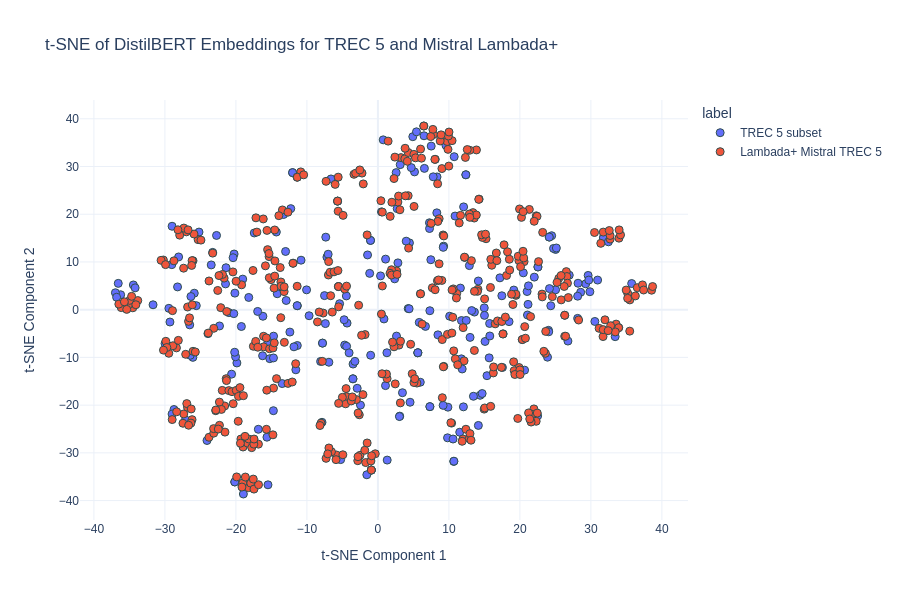 t-SNE of DistilBERT Embeddings for TREC 5 and Mistral Lambada+
label
TREC 5 subset
Lambada+ Mistral TREC 5
t-SNE Component 2
40
30
20
10
0
−10
−20
−30
−40
−40 −30 −20 −10 0 10 20 30 40
t-SNE Component 1